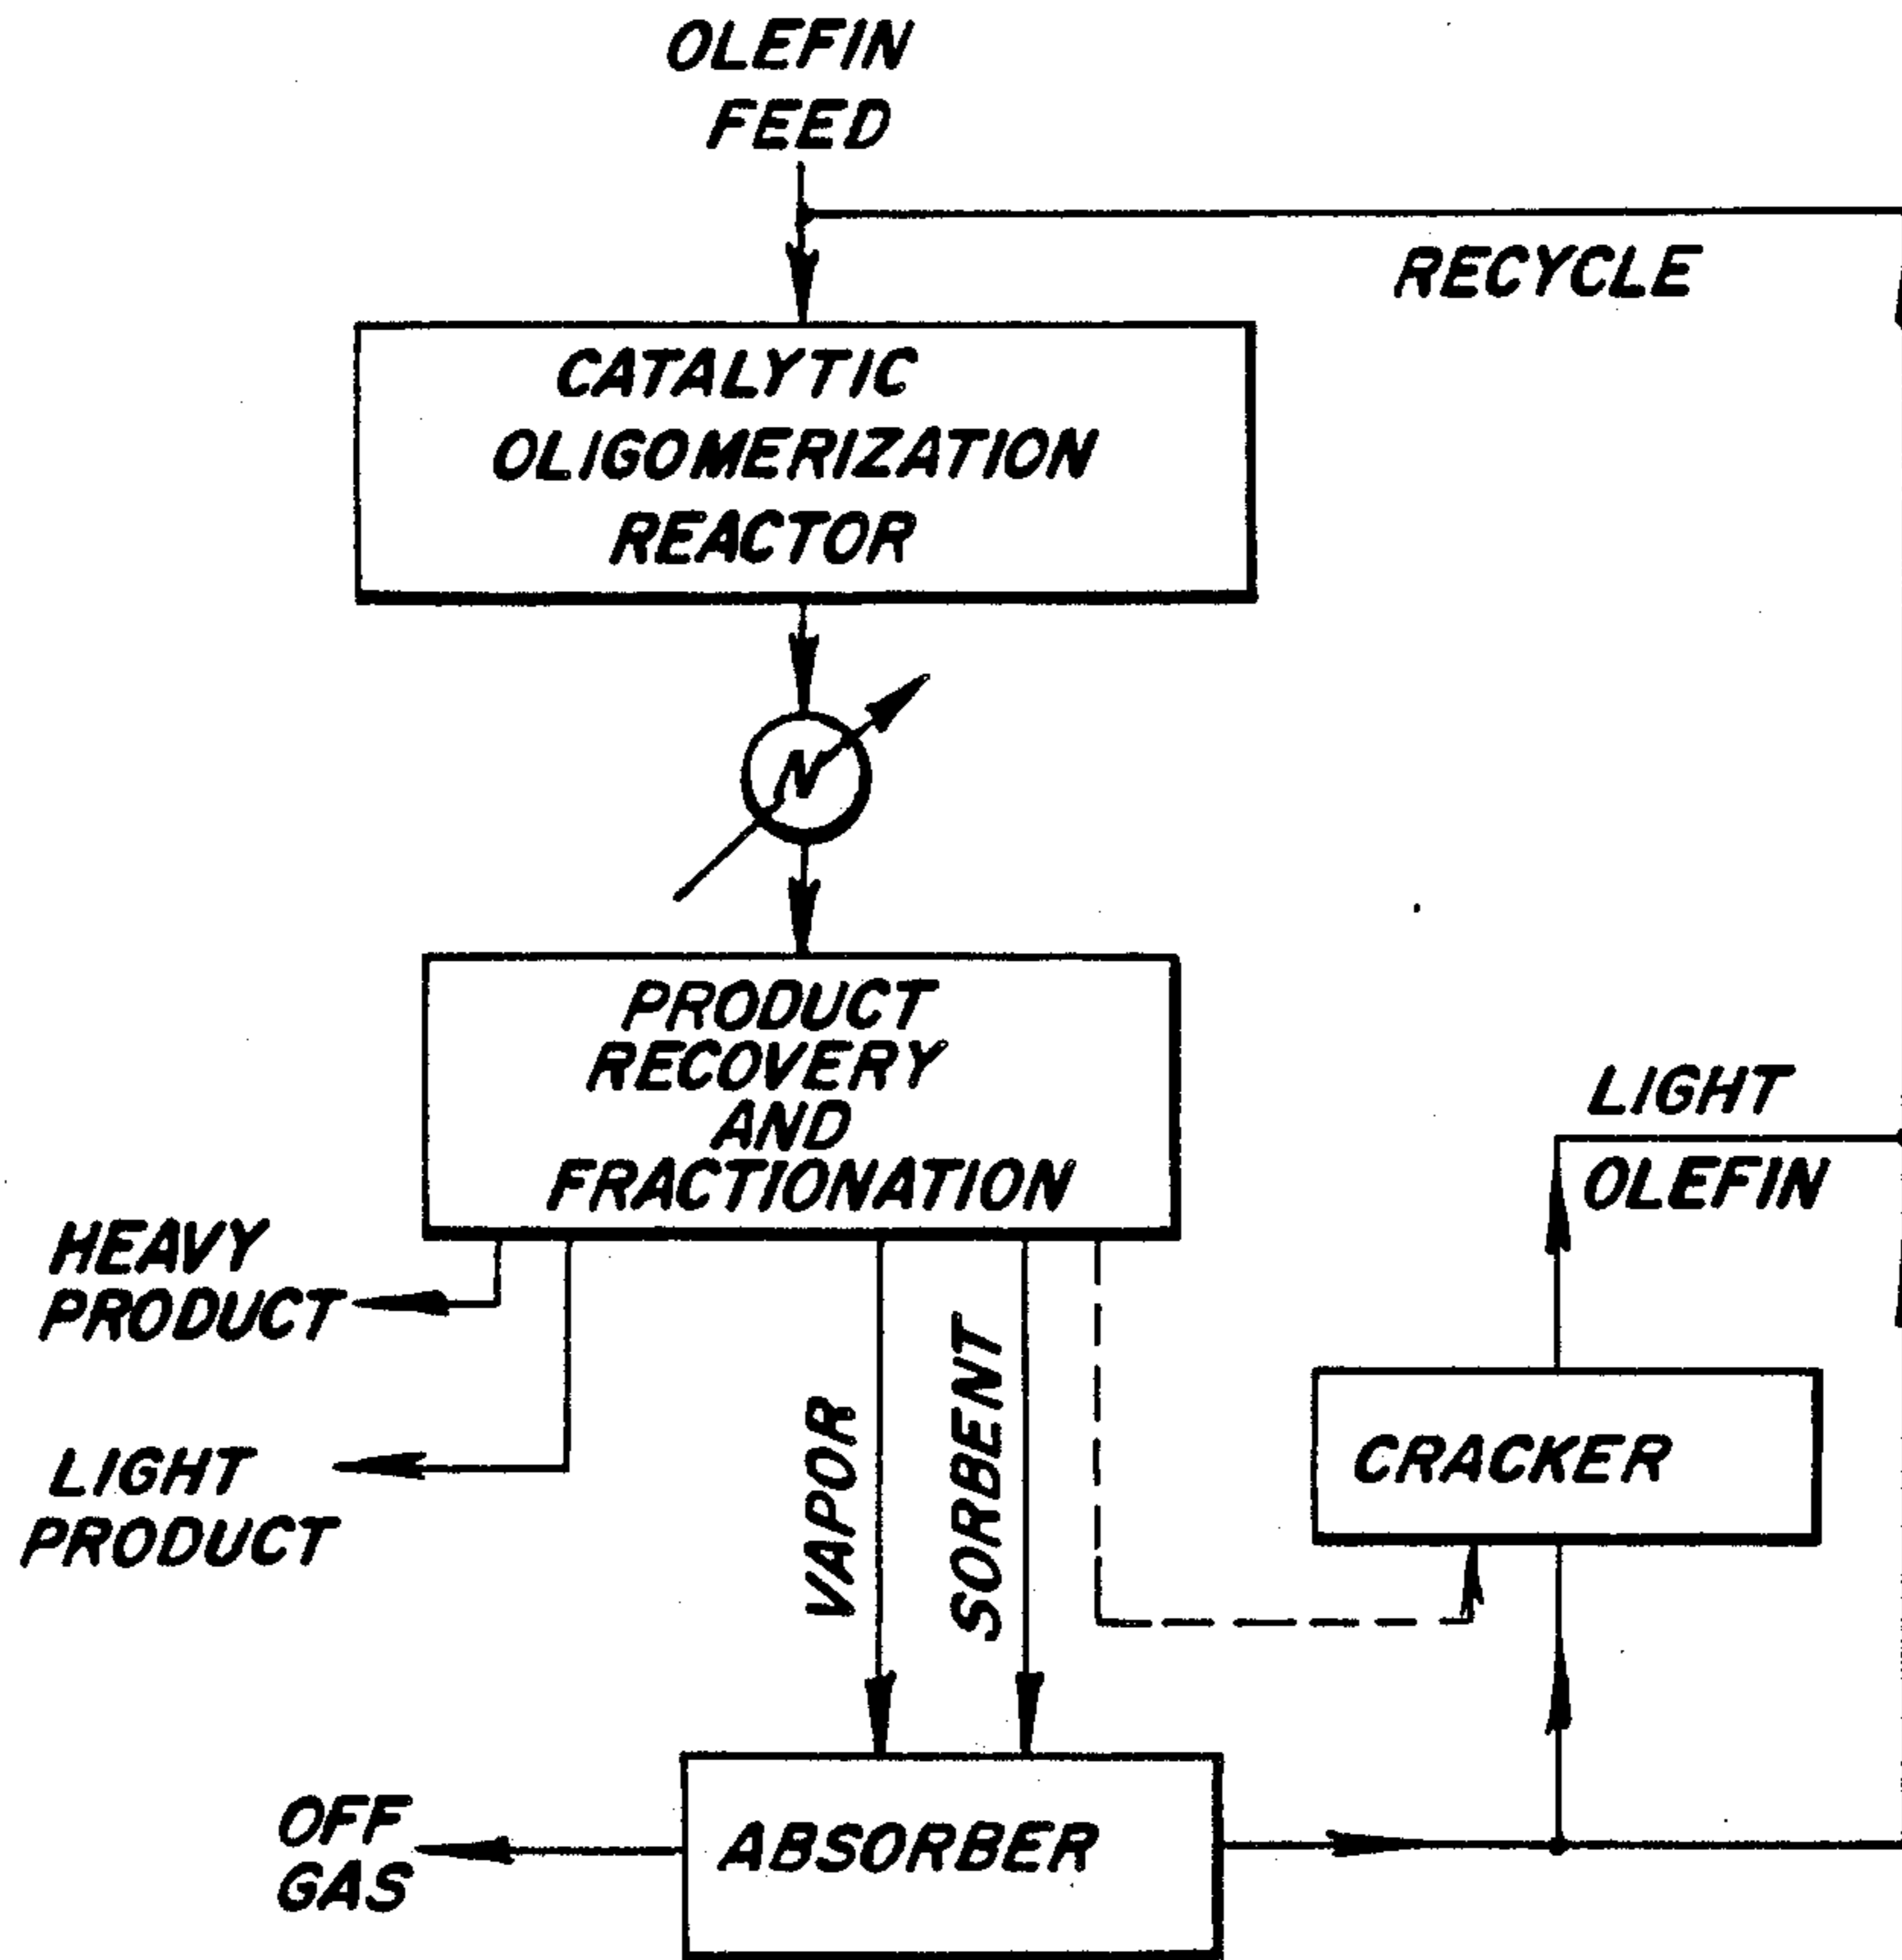 OLEFIN
FEED
RECYCLE
CATALYTIC
OLIGOMERIZATION
REACTOR
N
PRODUCT
RECOVERY
AND
FRACTIONATION
HEAVY
PRODUCT
LIGHT
PRODUCT
VAPOR
SORBENT
LIGHT
OLEFIN
CRACKER
OFF
GAS
ABSORBER